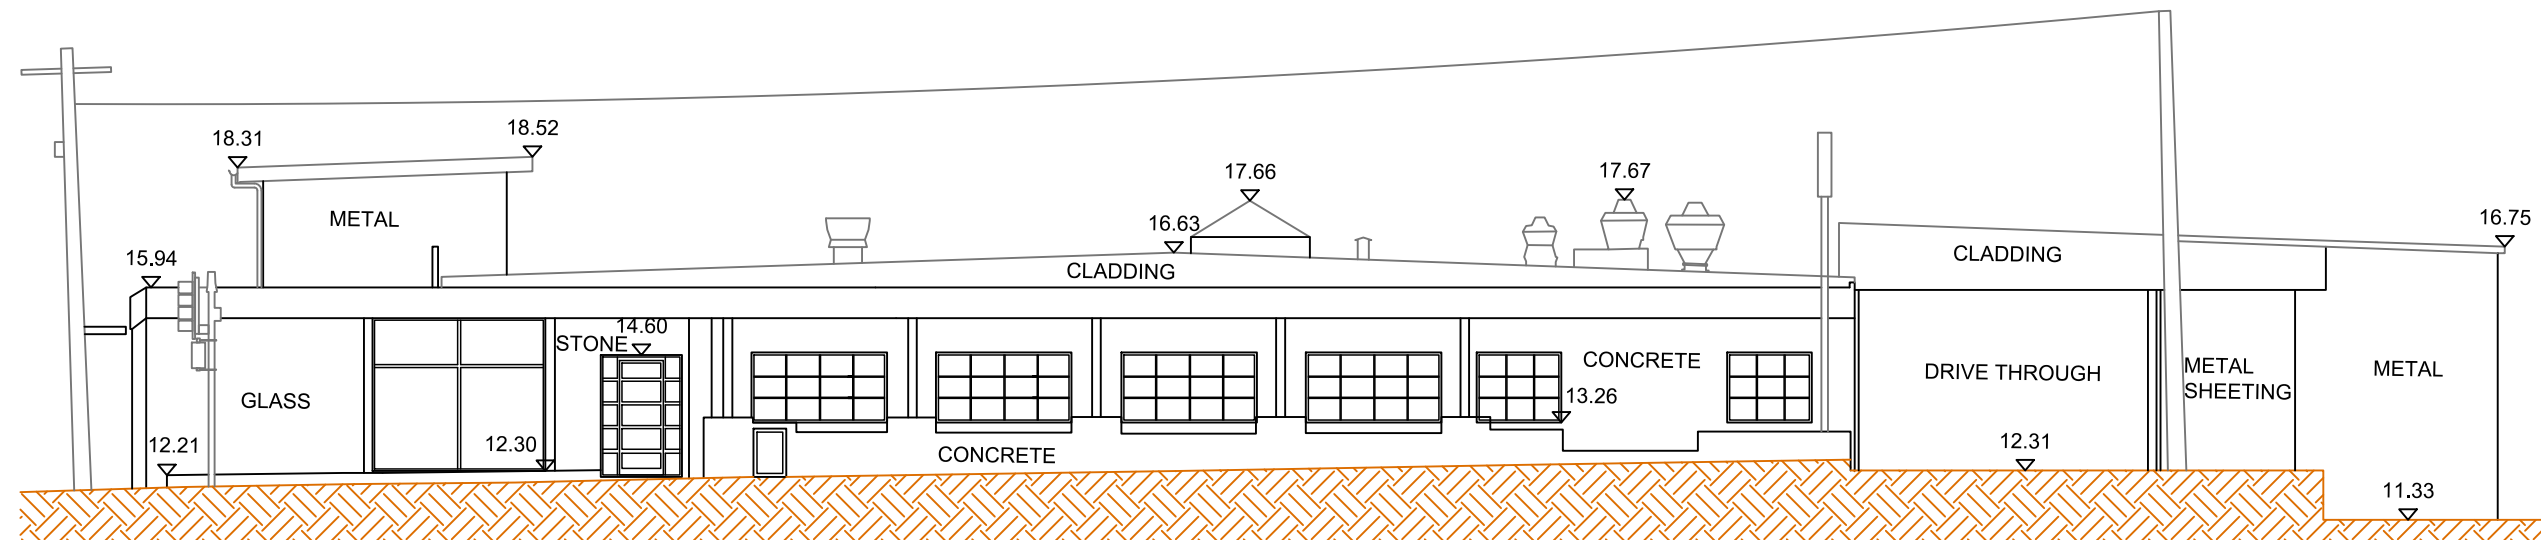 18.31
18.52
17.66
17.67
METAL
16.63
16.75
15.94
CLADDING
CLADDING
14.60
STONE
CONCRETE
DRIVE THROUGH
METAL
SHEETING
METAL
GLASS
13.26
12.21
12.30
CONCRETE
12.31
11.33